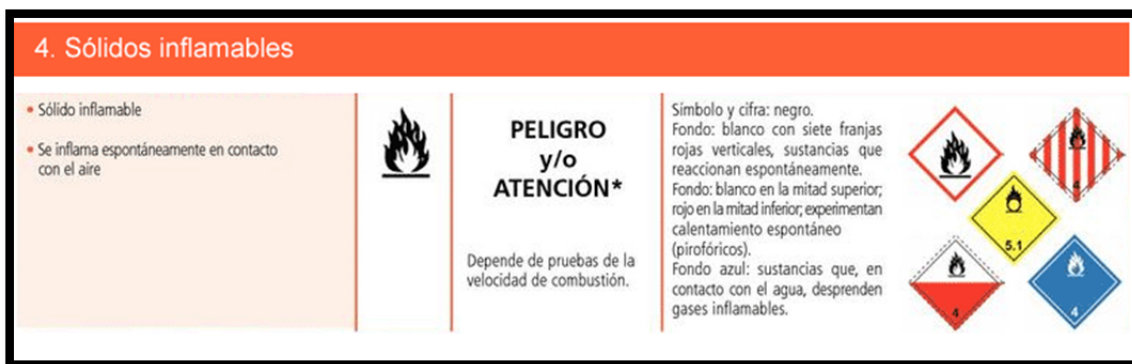 4. Sólidos inflamables
• Sólido inflamable
• Se inflama espontáneamente en contacto
con el aire
PELIGRO
y/o
ATENCIÓN*
Depende de pruebas de la
velocidad de combustión.
Símbolo y cifra: negro.
Fondo: blanco con siete franjas
rojas verticales, sustancias que
reaccionan espontáneamente.
Fondo: blanco en la mitad superior;
rojo en la mitad inferior; experimentan
calentamiento espontáneo
(pirofóricos).
Fondo azul: sustancias que, en
contacto con el agua, desprenden
gases inflamables.
4
5.1
4
4